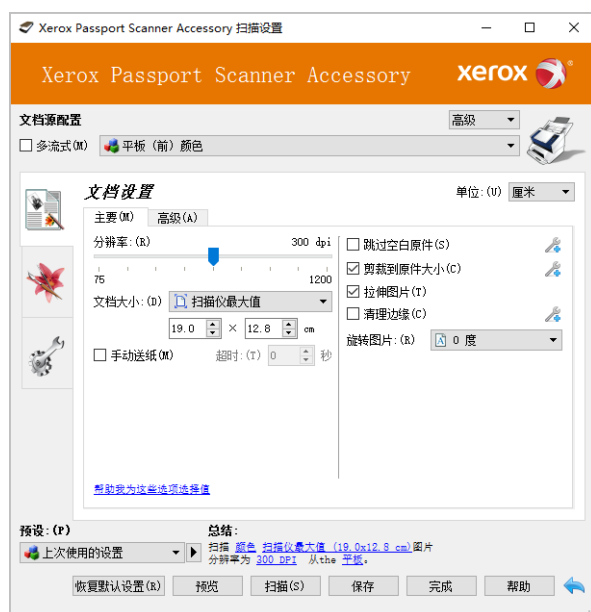 Xerox Passport Scanner Accessory 扫描设置
Xerox Passport Scanner Accessory
xerox
文档源配置
高级
多流式(M)
平板 (前) 颜色
文档设置
单位:(U) 厘米
主要(M) 高级(A)
分辨率:(R) 300 dpi
75 1200
文档大小:(D) 扫描仪最大值
19.0 × 12.8 cm
手动送纸(M) 超时:(T) 0 秒
跳过空白原件(S)
剪裁到原件大小(C)
拉伸图片(T)
清理边缘(C)
旋转图片:(R) 0 度
帮助我为这些选项选择值
预设:(P)
上次使用的设置
总结:
扫描 颜色 扫描仪最大值 (19.0x12.8 cm)图片
分辨率为 300 DPI 从the 平板。
恢复默认设置(R) 预览 扫描(S) 保存 完成 帮助